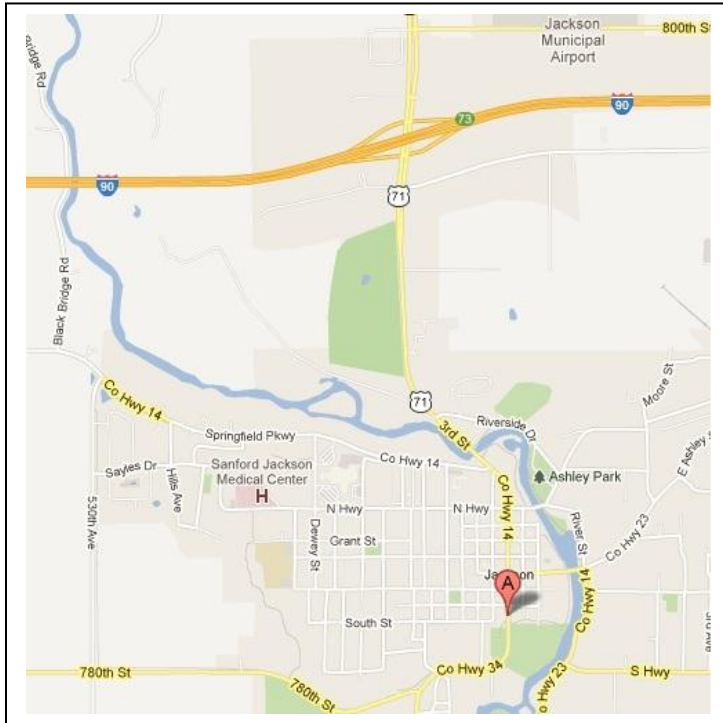 Jackson
Municipal
Airport
800th St
73
90
90
71
Black Bridge Rd
71
Co Hwy 14
Springfield Pkwy
3rd St
Riverside Dr
Moore St
Sayles Dr
Hills Ave
Sanford Jackson
Medical Center
H
Co Hwy 14
Ashley Park
E Ashley
530th Ave
N Hwy
N Hwy
Co Hwy 14
River St
Co Hwy 23
Dewey St
Grant St
A
South St
Co Hwy 14
780th St
780th St
Co Hwy 34
Co Hwy 23
S Hwy